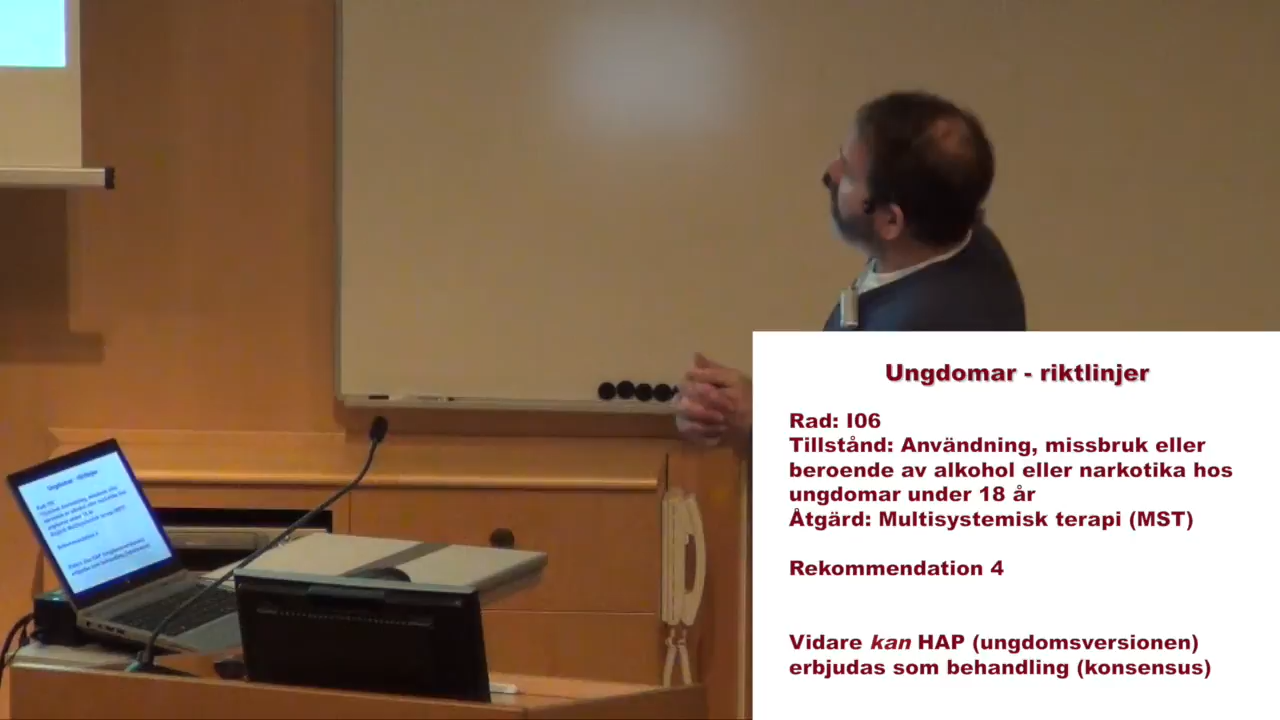 Ungdomar - riktlinjer
Rad: I06
Tillstånd: Användning, missbruk eller
beroende av alkohol eller narkotika hos
ungdomar under 18 år
Åtgärd: Multisystemisk terapi (MST)
Rekommendation 4
Vidare kan HAP (ungdomsversionen)
erbjudas som behandling (konsensus)